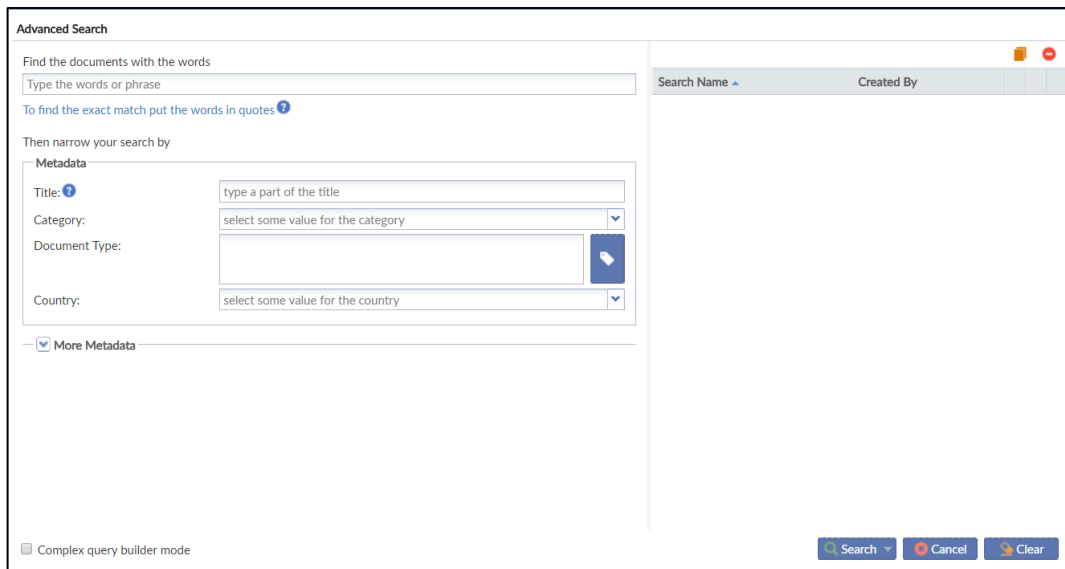 Advanced Search
Find the documents with the words
Type the words or phrase
To find the exact match put the words in quotes ?
Then narrow your search by
Metadata
Title: ? type a part of the title
Category: select some value for the category
Document Type:
Country: select some value for the country
More Metadata
Search Name Created By
Complex query builder mode
Search Cancel Clear